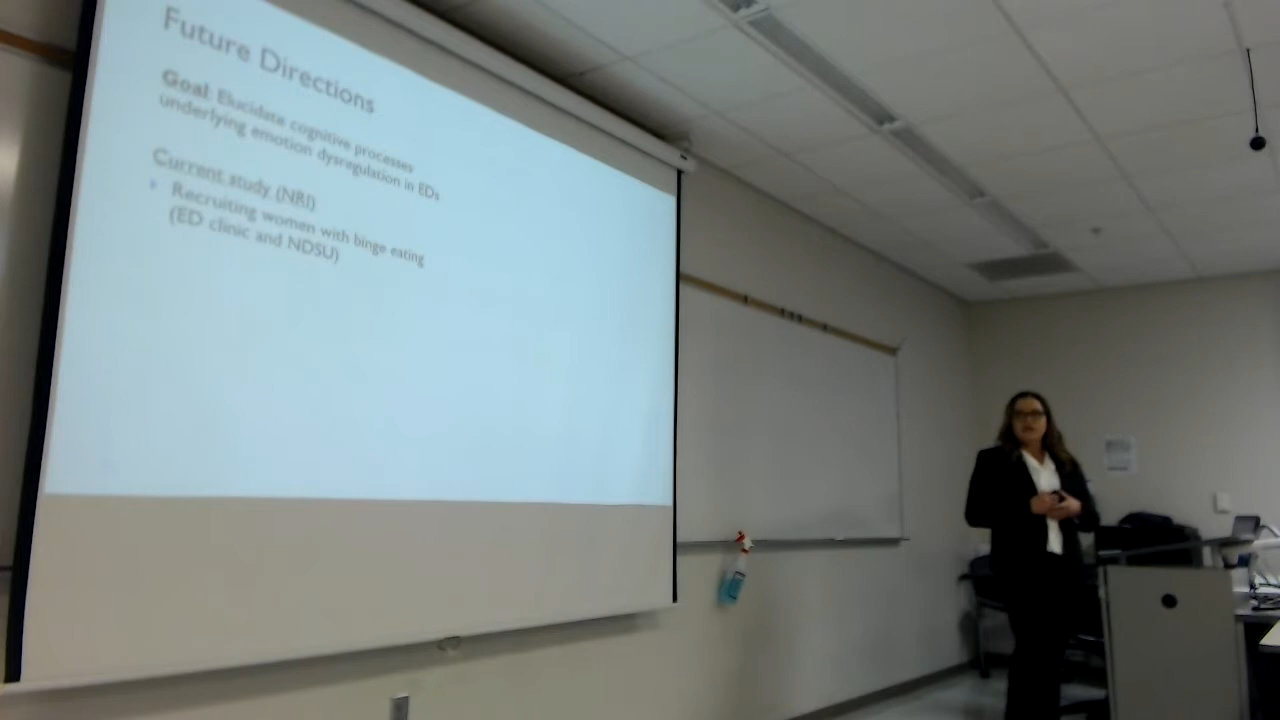 Future Directions
Goal: Elucidate cognitive processes
underlying emotion dysregulation in EDs
Current study (NRI)
Recruiting women with binge eating
(ED clinic and NDSU)